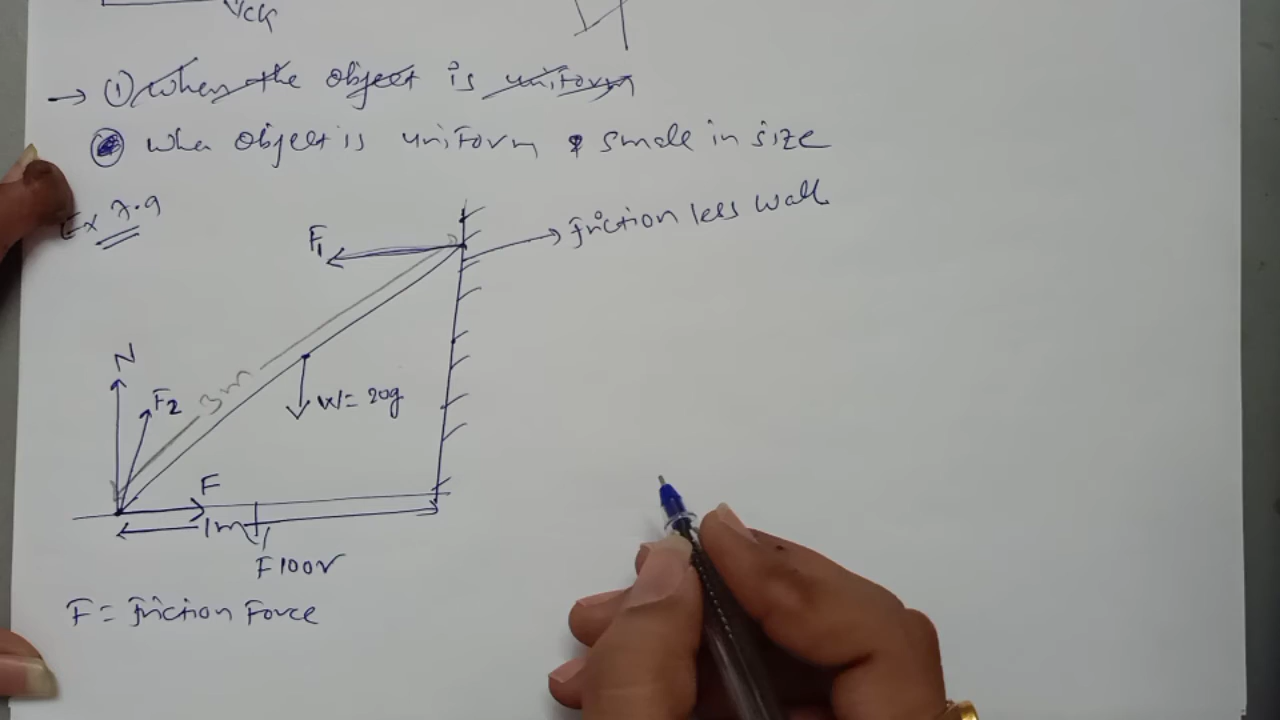 → ① When the object is uniform
When object is uniform & small in size
Ex 7.9
F1
friction less wall
N
F2
3m
W= 20g
F
1m
Floor
F = friction Force